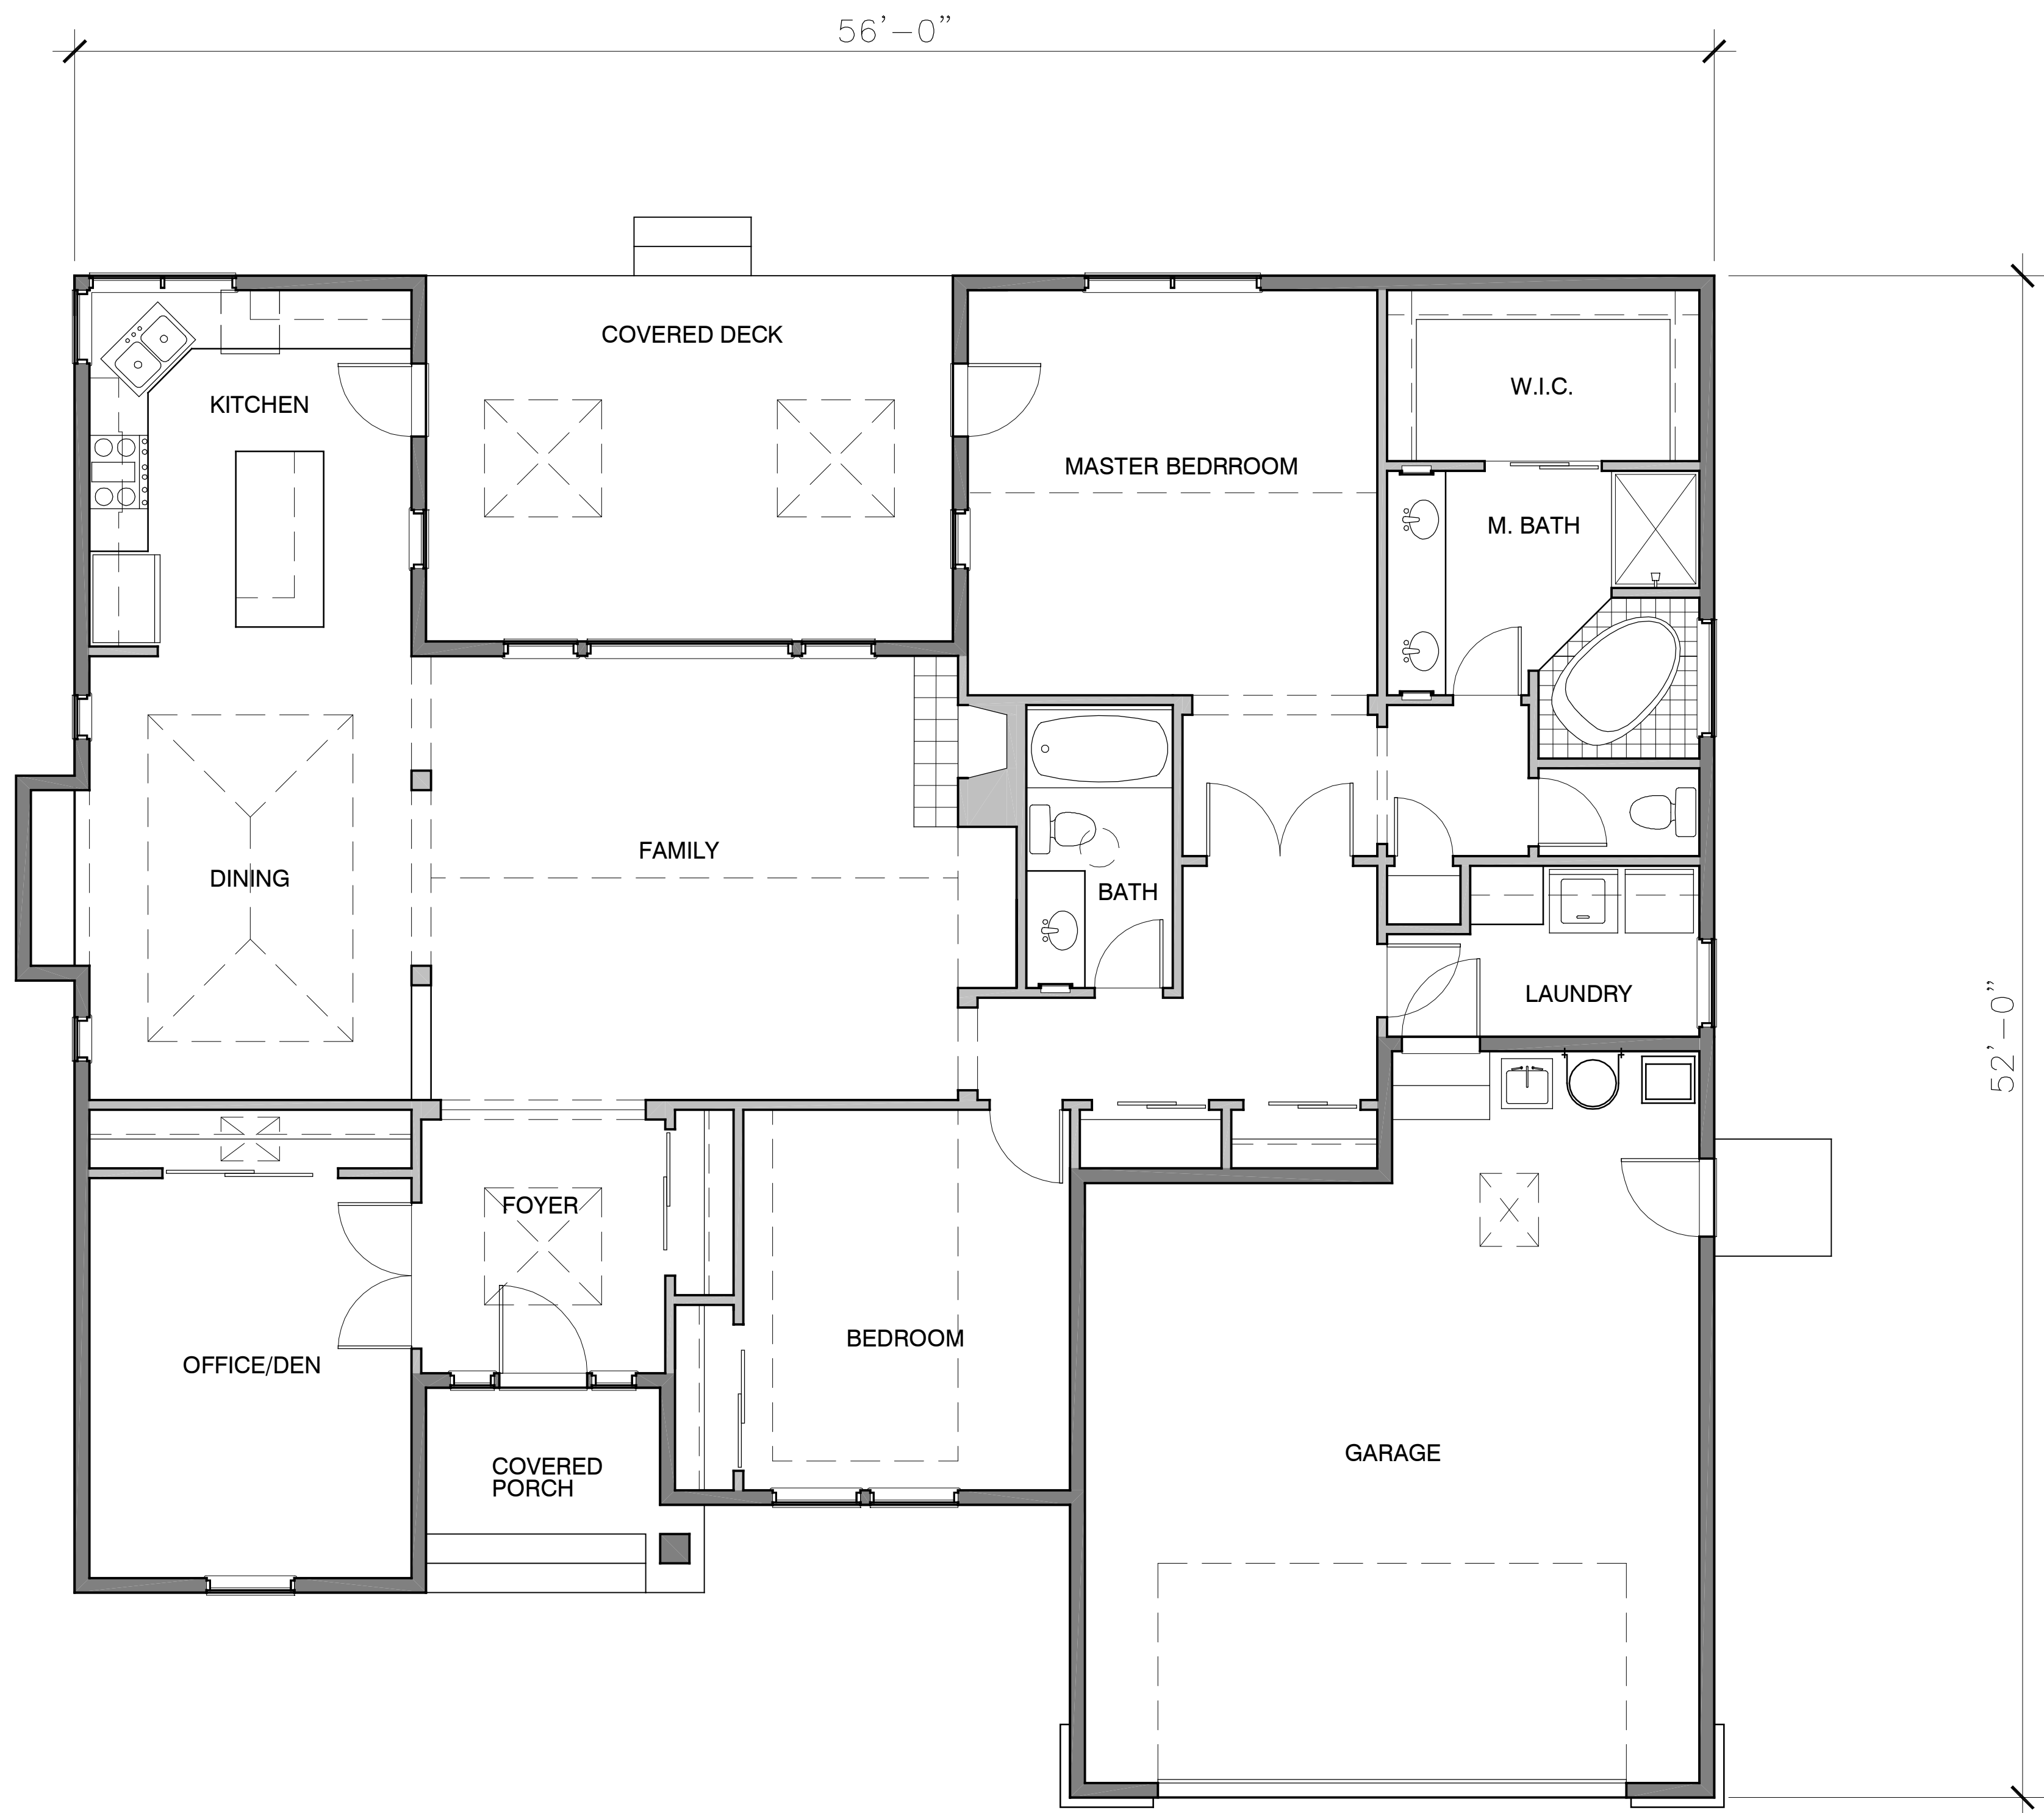 56'-0"
COVERED DECK
W.I.C.
KITCHEN
MASTER BEDRROOM
M. BATH
FAMILY
DINING
BATH
LAUNDRY
52'-0"
FOYER
BEDROOM
OFFICE/DEN
GARAGE
COVERED
PORCH